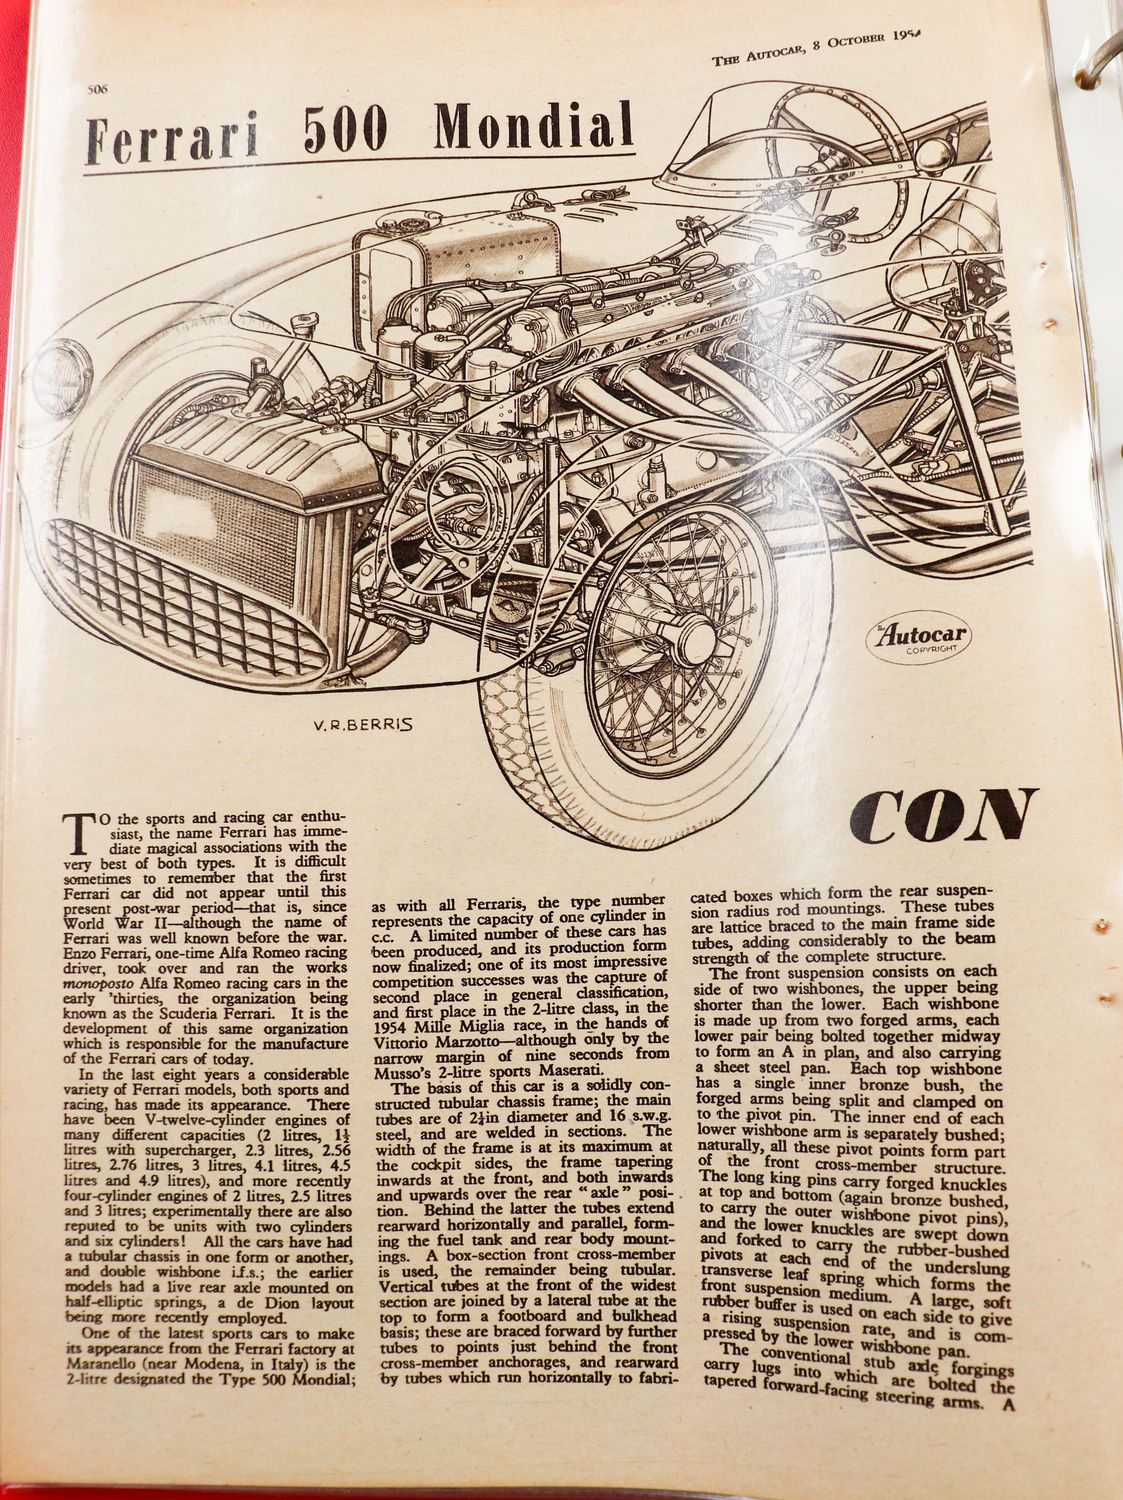 506
THE AUTOCAR, 8 OCTOBER 1954
Ferrari 500 Mondial
The Autocar
COPYRIGHT
V.R.BERRIS
CON
TO the sports and racing car enthu-
siast, the name Ferrari has imme-
diate magical associations with the
very best of both types. It is difficult
sometimes to remember that the first
Ferrari car did not appear until this
present post-war period—that is, since
World War II—although the name of
Ferrari was well known before the war.
Enzo Ferrari, one-time Alfa Romeo racing
driver, took over and ran the works
monoposto Alfa Romeo racing cars in the
early 'thirties, the organization being
known as the Scuderia Ferrari. It is the
development of this same organization
which is responsible for the manufacture
of the Ferrari cars of today.
In the last eight years a considerable
variety of Ferrari models, both sports and
racing, has made its appearance. There
have been V-twelve-cylinder engines of
many different capacities (2 litres, 1½
litres with supercharger, 2.3 litres, 2.56
litres, 2.76 litres, 3 litres, 4.1 litres, 4.5
litres and 4.9 litres), and more recently
four-cylinder engines of 2 litres, 2.5 litres
and 3 litres; experimentally there are also
reputed to be units with two cylinders
and six cylinders! All the cars have had
a tubular chassis in one form or another,
and double wishbone i.f.s.; the earlier
models had a live rear axle mounted on
half-elliptic springs, a de Dion layout
being more recently employed.
One of the latest sports cars to make
its appearance from the Ferrari factory at
Maranello (near Modena, in Italy) is the
2-litre designated the Type 500 Mondial;
as with all Ferraris, the type number
represents the capacity of one cylinder in
c.c. A limited number of these cars has
been produced, and its production form
now finalized; one of its most impressive
competition successes was the capture of
second place in general classification,
and first place in the 2-litre class, in the
1954 Mille Miglia race, in the hands of
Vittorio Marzotto—although only by the
narrow margin of nine seconds from
Musso's 2-litre sports Maserati.
The basis of this car is a solidly con-
structed tubular chassis frame; the main
tubes are of 2½in diameter and 16 s.w.g.
steel, and are welded in sections. The
width of the frame is at its maximum at
the cockpit sides, the frame tapering
inwards at the front, and both inwards
and upwards over the rear "axle" posi-
tion. Behind the latter the tubes extend
rearward horizontally and parallel, form-
ing the fuel tank and rear body mount-
ings. A box-section front cross-member
is used, the remainder being tubular.
Vertical tubes at the front of the widest
section are joined by a lateral tube at the
top to form a footboard and bulkhead
basis; these are braced forward by further
tubes to points just behind the front
cross-member anchorages, and rearward
by tubes which run horizontally to fabri-
cated boxes which form the rear suspen-
sion radius rod mountings. These tubes
are lattice braced to the main frame side
tubes, adding considerably to the beam
strength of the complete structure.
The front suspension consists on each
side of two wishbones, the upper being
shorter than the lower. Each wishbone
is made up from two forged arms, each
lower pair being bolted together midway
to form an A in plan, and also carrying
a sheet steel pan. Each top wishbone
has a single inner bronze bush, the
forged arms being split and clamped on
to the pivot pin. The inner end of each
lower wishbone arm is separately bushed;
naturally, all these pivot points form part
of the front cross-member structure.
The long king pins carry forged knuckles
at top and bottom (again bronze bushed,
to carry the outer wishbone pivot pins),
and the lower knuckles are swept down
and forked to carry the rubber-bushed
pivots at each end of the underslung
transverse leaf spring which forms the
front suspension medium. A large, soft
rubber buffer is used on each side to give
a rising suspension rate, and is com-
pressed by the lower wishbone pan.
The conventional stub axle forgings
carry lugs into which are bolted the
tapered forward-facing steering arms. A